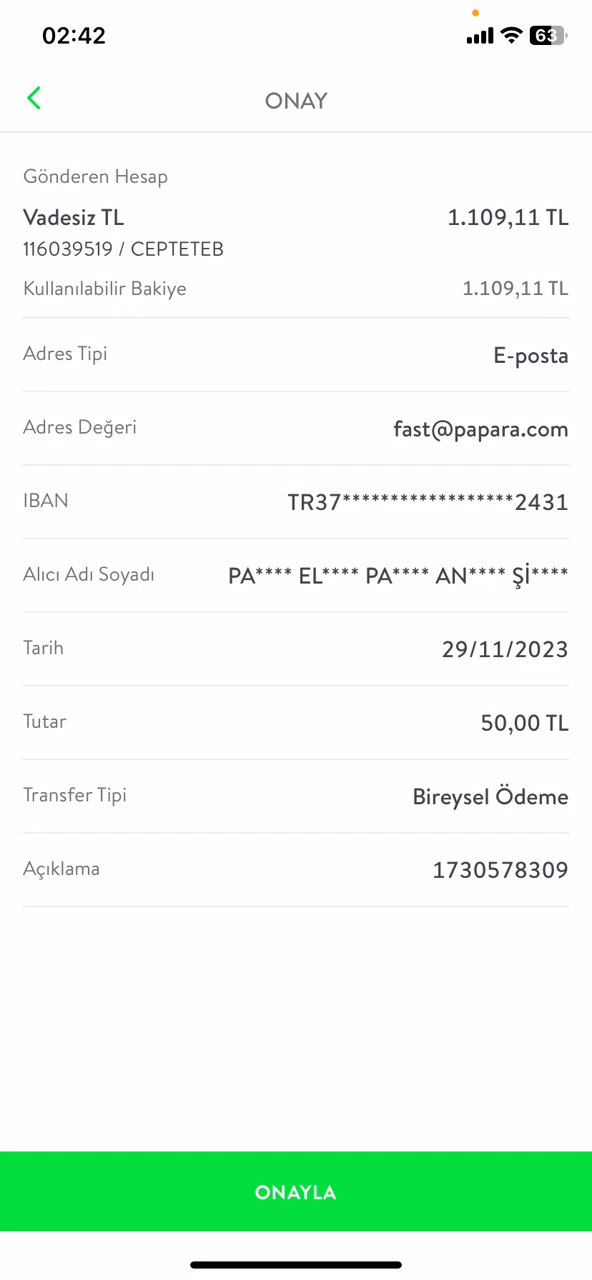 02:42
63
ONAY
Gönderen Hesap
Vadesiz TL 1.109,11 TL
116039519 / CEPTETEB
Kullanılabilir Bakiye 1.109,11 TL
Adres Tipi E-posta
Adres Değeri fast@papara.com
IBAN TR37******************2431
Alıcı Adı Soyadı PA**** EL**** PA**** AN**** Şİ****
Tarih 29/11/2023
Tutar 50,00 TL
Transfer Tipi Bireysel Ödeme
Açıklama 1730578309
ONAYLA